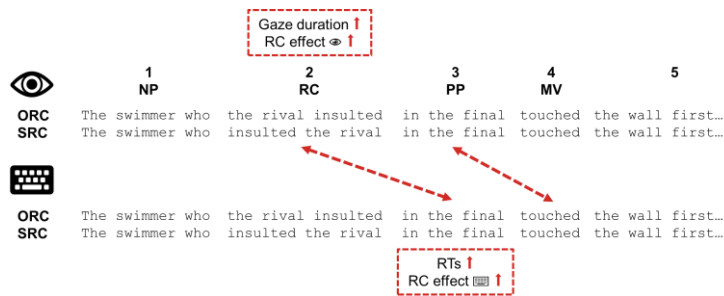 Gaze duration ↑
RC effect ↑
1 2 3 4 5
NP RC PP MV
ORC The swimmer who the rival insulted in the final touched the wall first…
SRC The swimmer who insulted the rival in the final touched the wall first…
ORC The swimmer who the rival insulted in the final touched the wall first…
SRC The swimmer who insulted the rival in the final touched the wall first…
RTs ↑
RC effect ↑